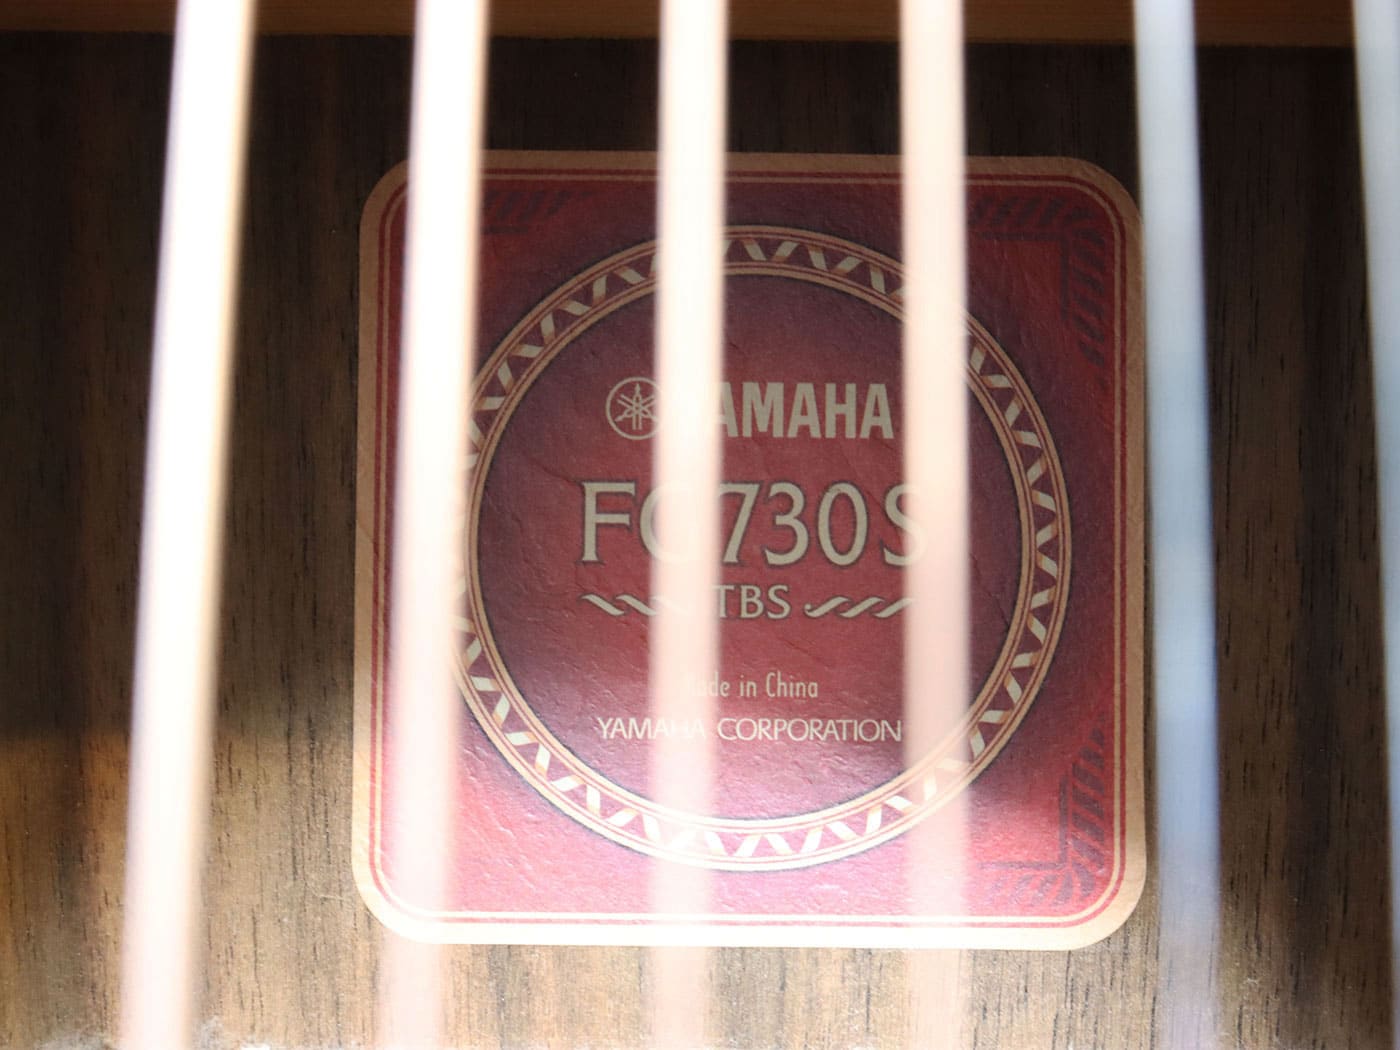 YAMAHA
FG730S
TBS
Made in China
YAMAHA CORPORATION